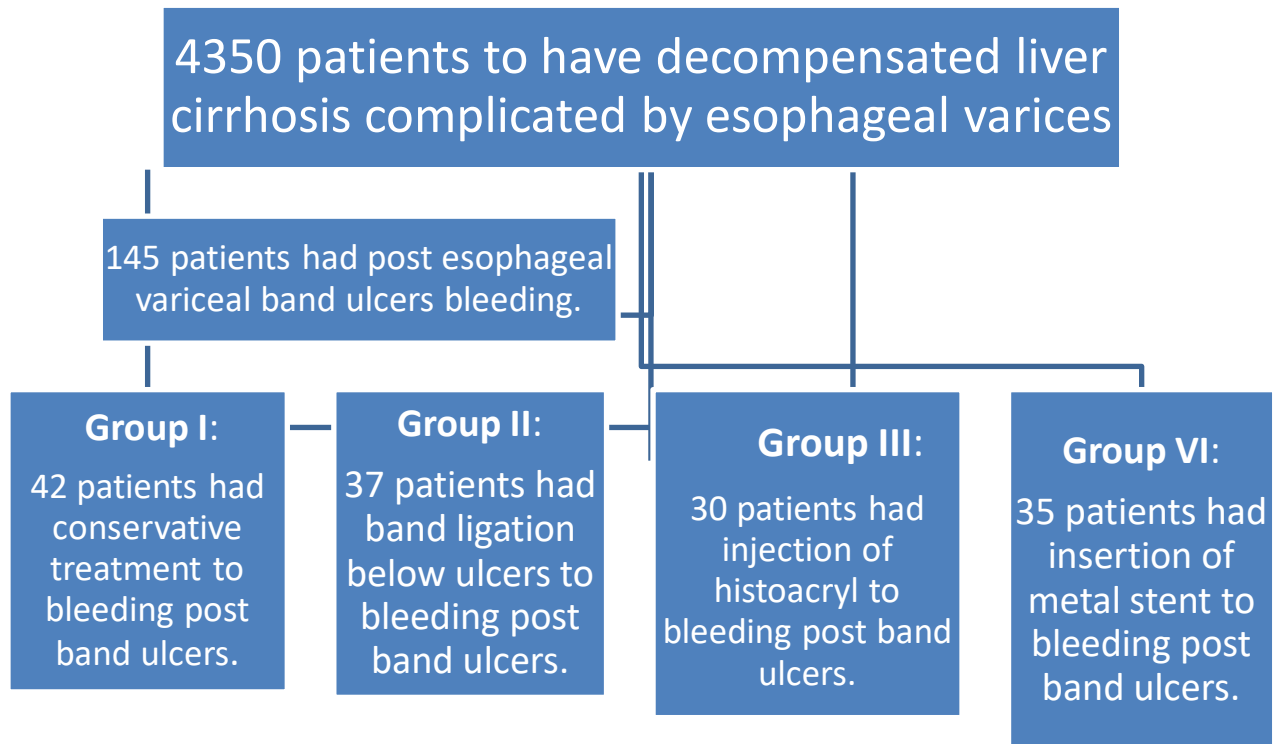 4350 patients to have decompensated liver
cirrhosis complicated by esophageal varices
145 patients had post esophageal
variceal band ulcers bleeding.
Group I:
42 patients had
conservative
treatment to
bleeding post
band ulcers.
Group II:
37 patients had
band ligation
below ulcers to
bleeding post
band ulcers.
Group III:
30 patients had
injection of
histoacryl to
bleeding post band
ulcers.
Group VI:
35 patients had
insertion of
metal stent to
bleeding post
band ulcers.